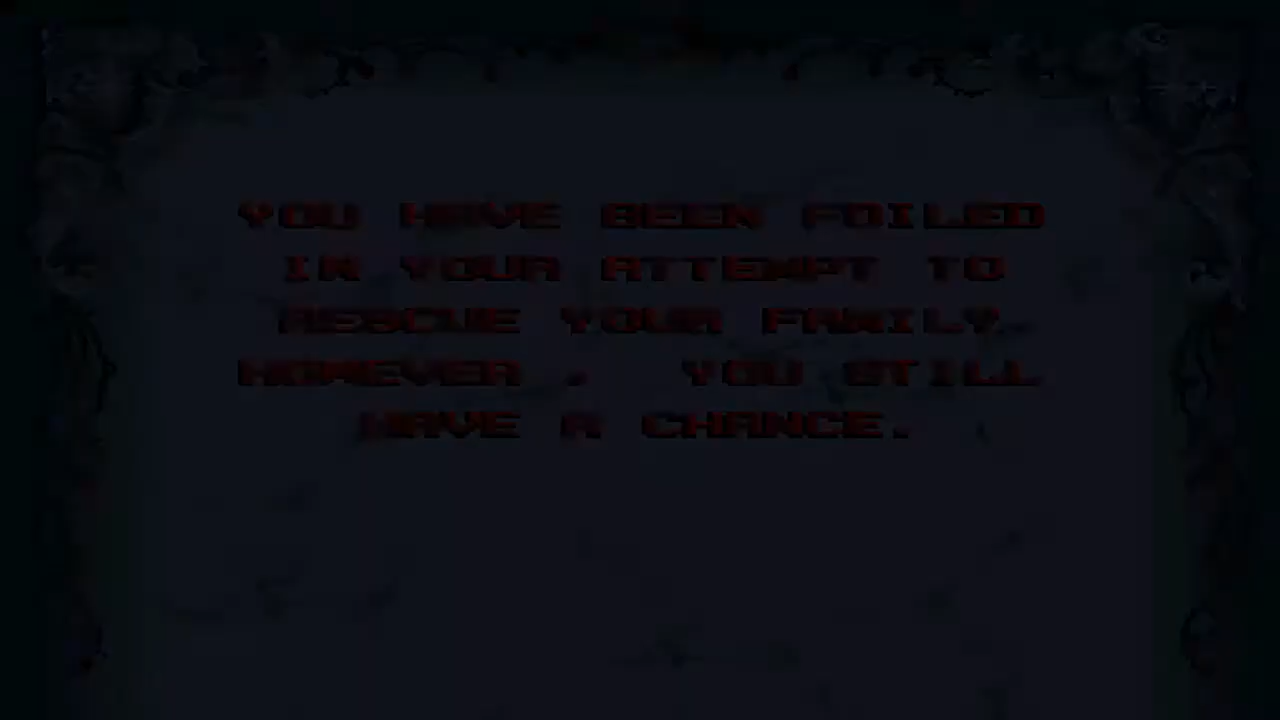 YOU HAVE BEEN FOILED
IN YOUR ATTEMPT TO
RESCUE YOUR FAMILY.
HOWEVER , YOU STILL
HAVE A CHANCE.